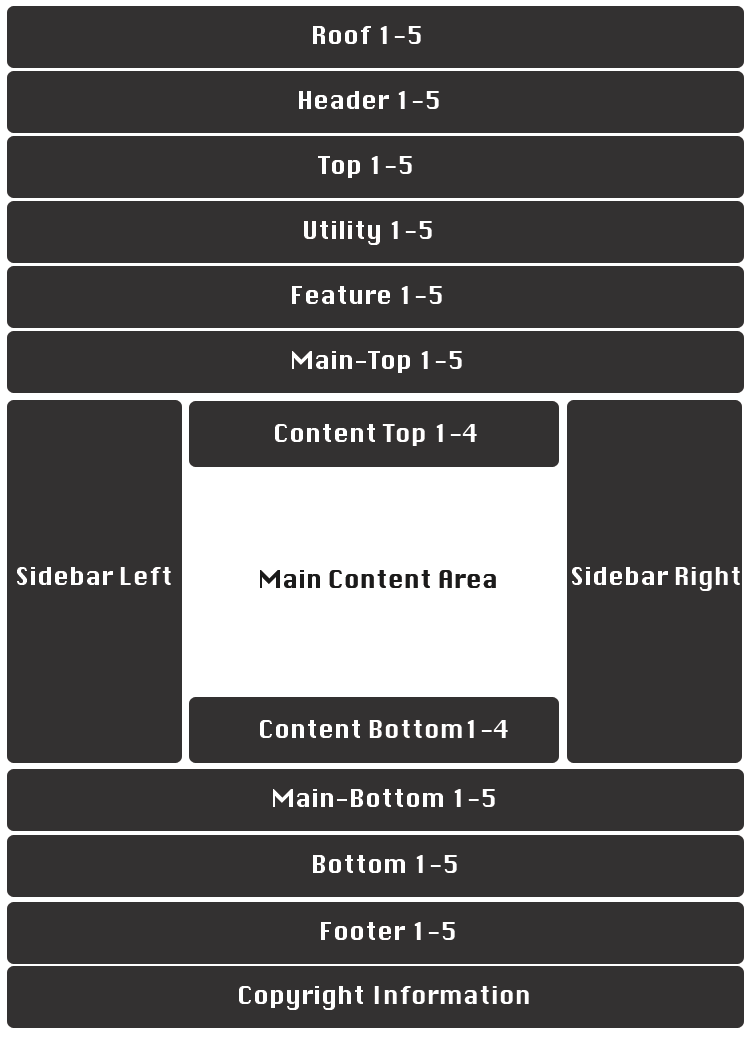 Roof 1-5
Header 1-5
Top 1-5
Utility 1-5
Feature 1-5
Main-Top 1-5
Content Top 1-4
Sidebar Left
Main Content Area
Sidebar Right
Content Bottom1-4
Main-Bottom 1-5
Bottom 1-5
Footer 1-5
Copyright Information